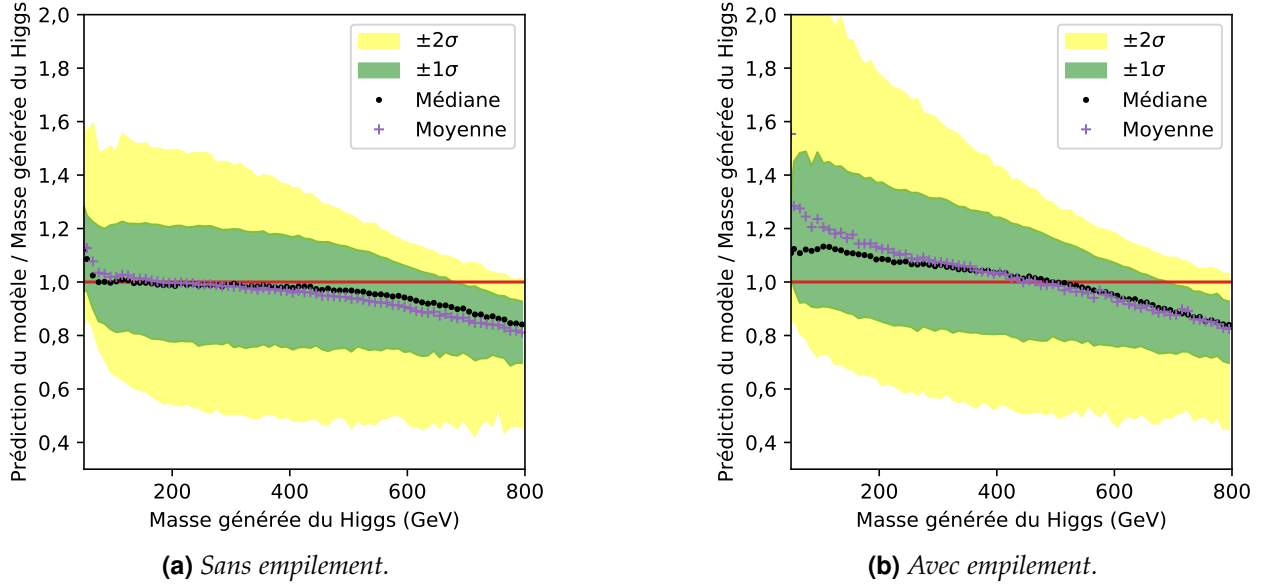 Prédiction du modèle / Masse générée du Higgs
2,0
1,8
1,6
1,4
1,2
1,0
0,8
0,6
0,4
±2σ
±1σ
Médiane
Moyenne
200
400
600
800
Masse générée du Higgs (GeV)
(a) Sans empilement.
Prédiction du modèle / Masse générée du Higgs
2,0
1,8
1,6
1,4
1,2
1,0
0,8
0,6
0,4
±2σ
±1σ
Médiane
Moyenne
200
400
600
800
Masse générée du Higgs (GeV)
(b) Avec empilement.